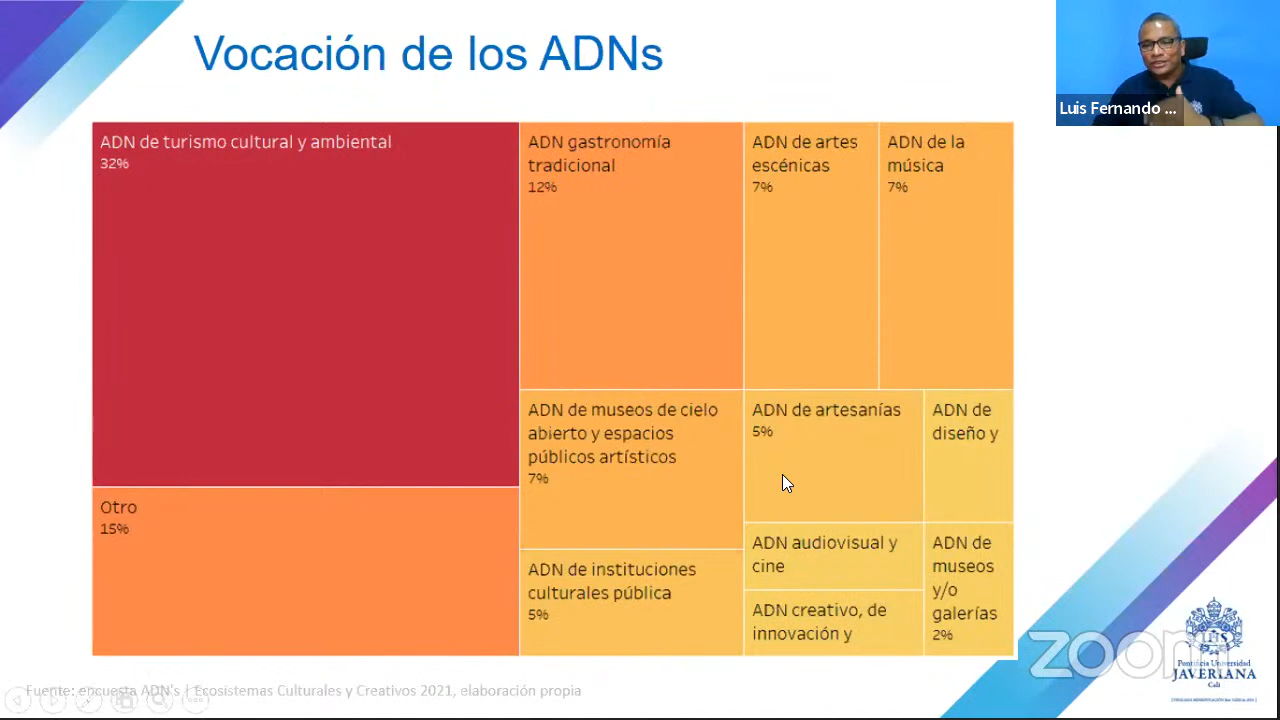 Vocación de los ADNs
Luis Fernando ...
ADN de turismo cultural y ambiental
32%
Otro
15%
ADN gastronomía
tradicional
12%
ADN de artes
escénicas
7%
ADN de la
música
7%
ADN de museos de cielo
abierto y espacios
públicos artísticos
7%
ADN de instituciones
culturales pública
5%
ADN de artesanías
5%
ADN de
diseño y
ADN audiovisual y
cine
ADN creativo, de
innovación y
ADN de
museos
y/o
galerías
2%
zoom
Pontificia Universidad
JAVERIANA
Cali
Fuente: encuesta ADN's | Ecosistemas Culturales y Creativos 2021, elaboración propia